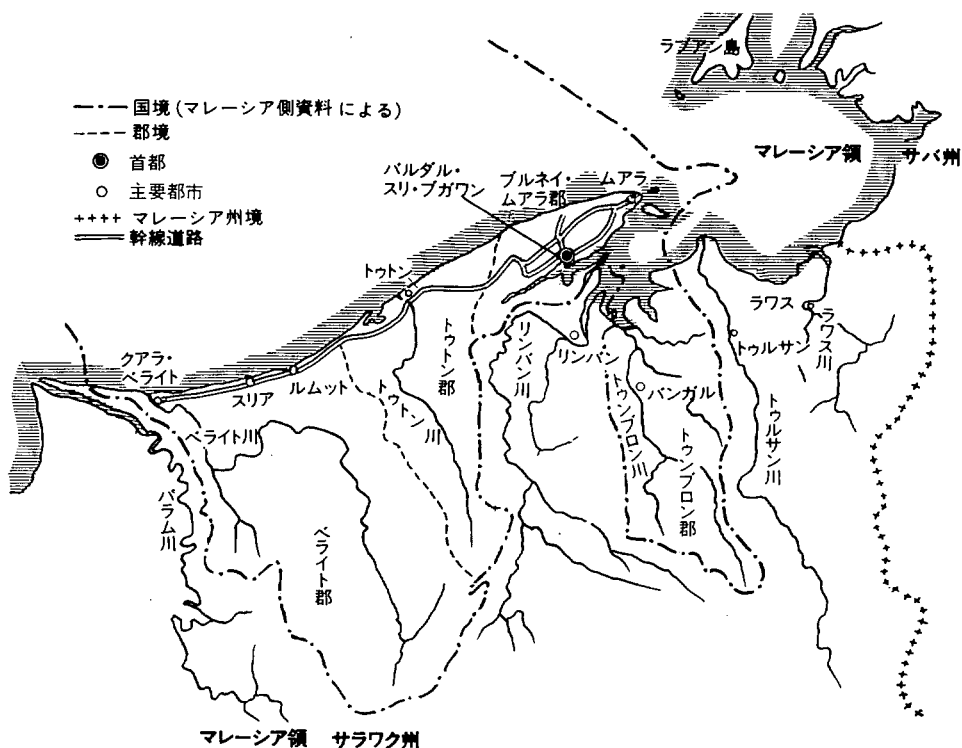 ラブアン島
国境(マレーシア側資料による)
郡境
首都
主要都市
マレーシア州境
幹線道路
マレーシア領 サバ州
バルダル・
スリ・ブガワン
ブルネイ・
ムアラ郡
ムアラ
トゥトン
ラワス
ラワス川
クアラ・
ベライト
スリア
ルムット
トゥトン川
トゥトン郡
リンバン川
リンバン
バンガル
トゥルサン
トゥルサン川
ベライト川
バラム川
ベライト郡
トゥンブロン川
トゥンブロン郡
マレーシア領 サラワク州